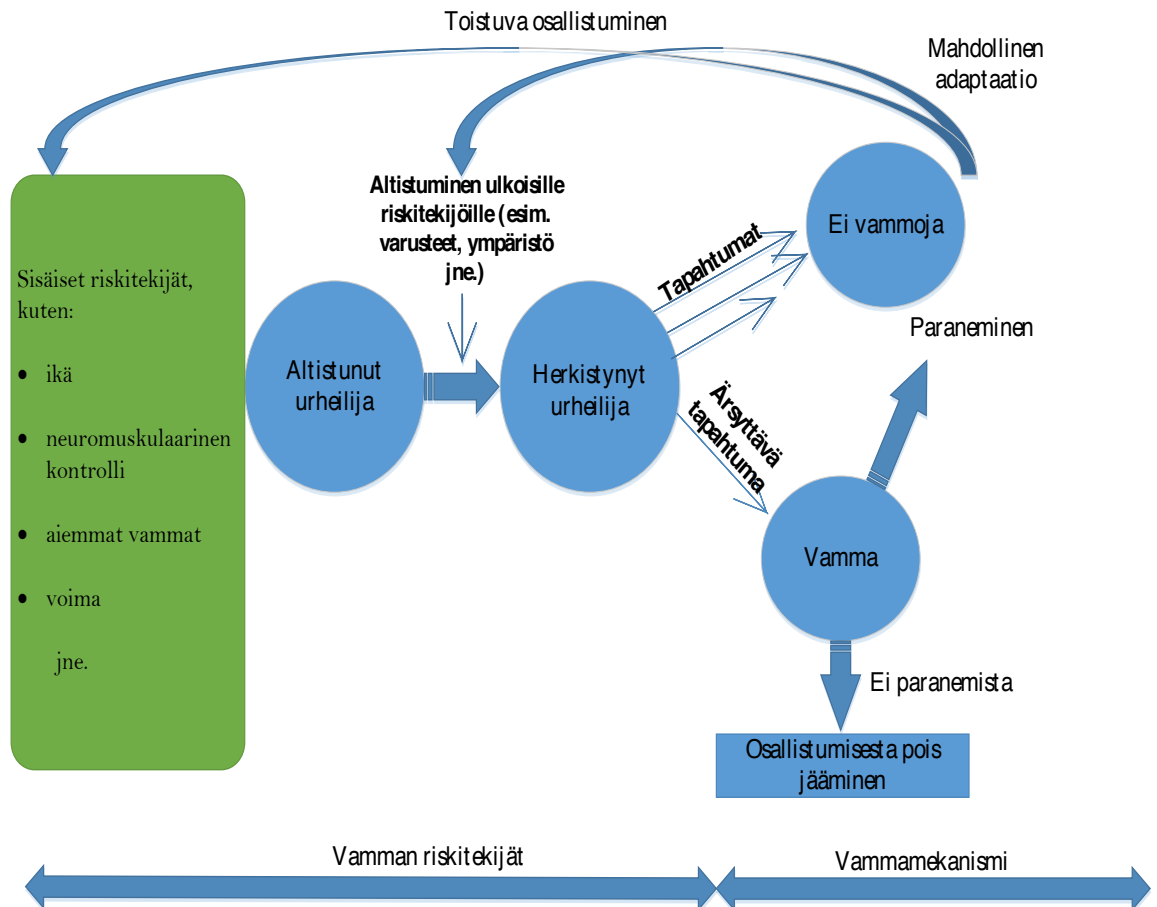 Toistuva osallistuminen
Mahdollinen
adaptaatio
Altistuminen ulkoisille
riskitekijöille (esim.
varusteet, ympäristö
jne.)
Ei vammoja
Tapahtumat
Sisäiset riskitekijät,
kuten:
• ikä
• neuromuskulaarinen
kontrolli
• aiemmat vammat
• voima
jne.
Altistunut
urheilija
Herkistynyt
urheilija
Paraneminen
Ärsyttävä
tapahtuma
Vamma
Ei paranemista
Osallistumisesta pois
jääminen
Vamman riskitekijät
Vammamekanismi